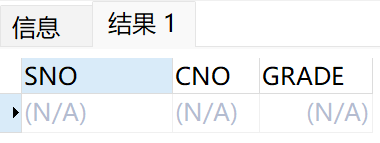 信息 结果 1
SNO CNO GRADE
(N/A) (N/A) (N/A)